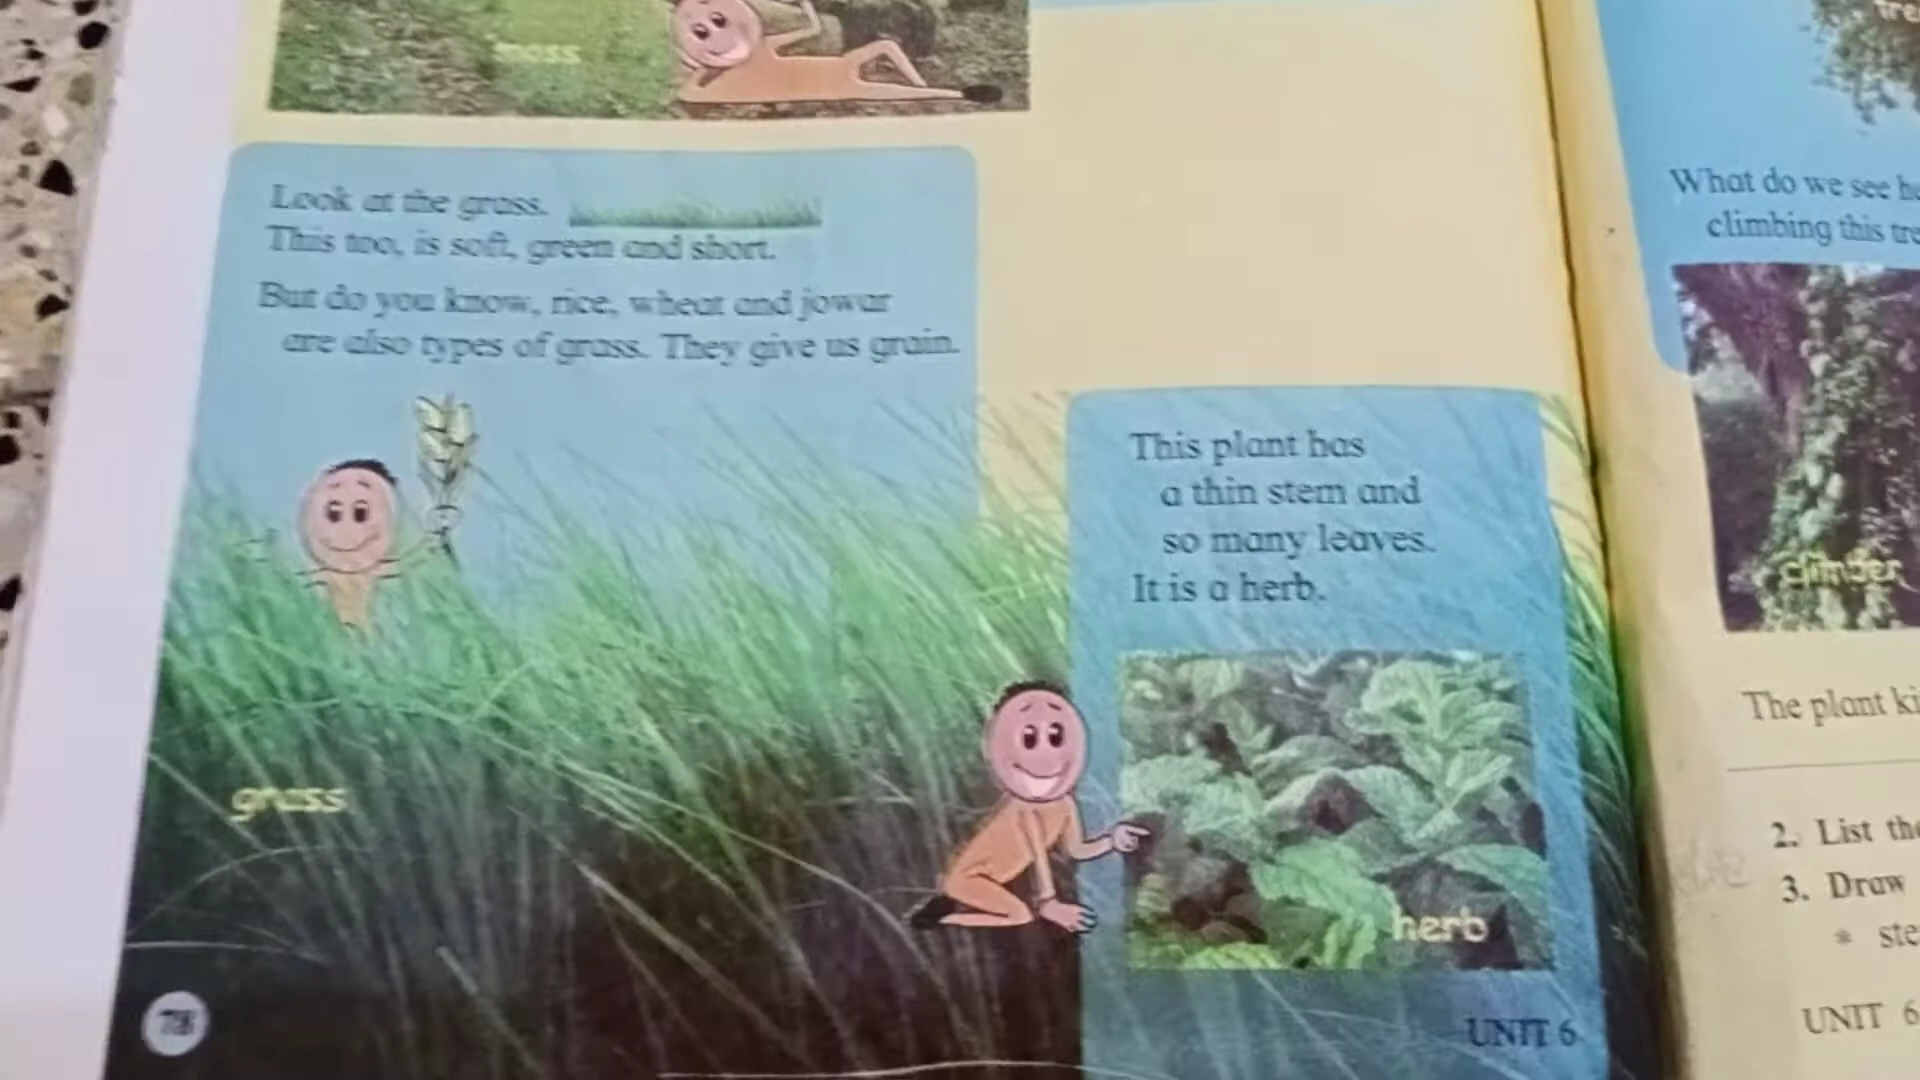 moss
Look at the grass.
This too, is soft, green and short.
But do you know, rice, wheat and jowar
are also types of grass. They give us grain.
grass
This plant has
a thin stem and
so many leaves.
It is a herb.
herb
78
UNIT 6
What do we see
climbing this
climber
The plant
2. List
3. Draw
*
UNIT 6